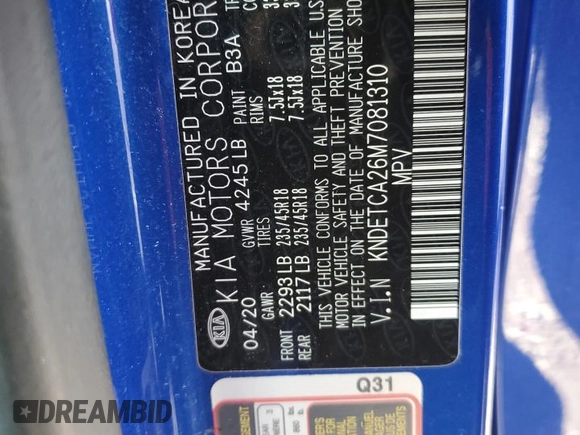 MANUFACTURED IN KOREA
KIA MOTORS CORPOR
KIA 04/20 GVWR 4245LB PAINT B3A
GAWR TIRES RIMS
FRONT 2293LB 235/45R18 7.5Jx18
REAR 2117LB 235/45R18 7.5Jx18
THIS VEHICLE CONFORMS TO ALL APPLICABLE U.S
MOTOR VEHICLE SAFETY AND THEFT PREVENTION
IN EFFECT ON THE DATE OF MANUFACTURE SHOW
V.I.N KNDETCA26M7081310
MPV
Q31
DREAMBID